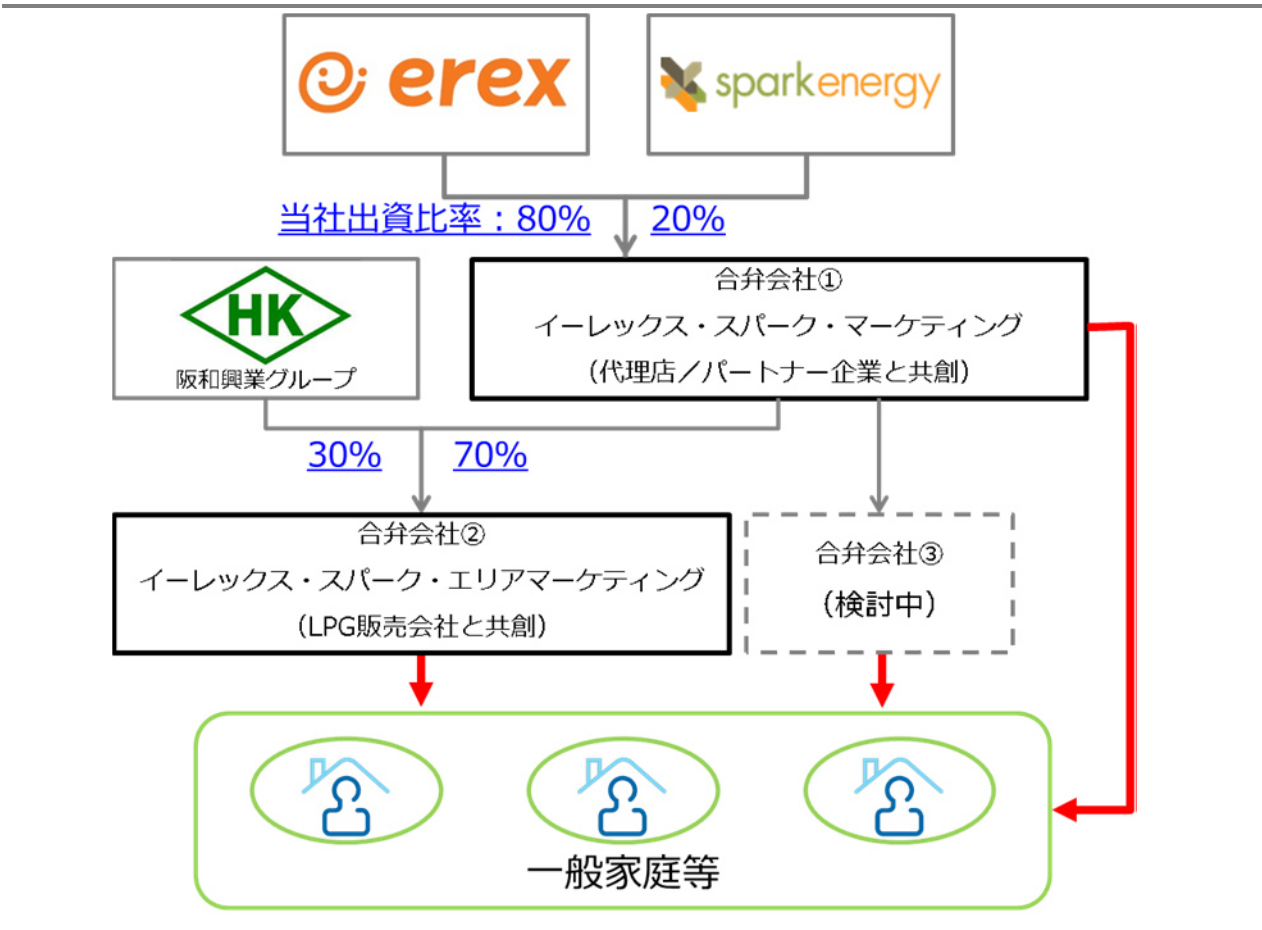 erex
sparkenergy
当社出資比率：80%
20%
合弁会社①
イーレックス・スパーク・マーケティング
（代理店／パートナー企業と共創）
HK
阪和興業グループ
30%
70%
合弁会社②
イーレックス・スパーク・エリアマーケティング
（LPG販売会社と共創）
合弁会社③
（検討中）
一般家庭等